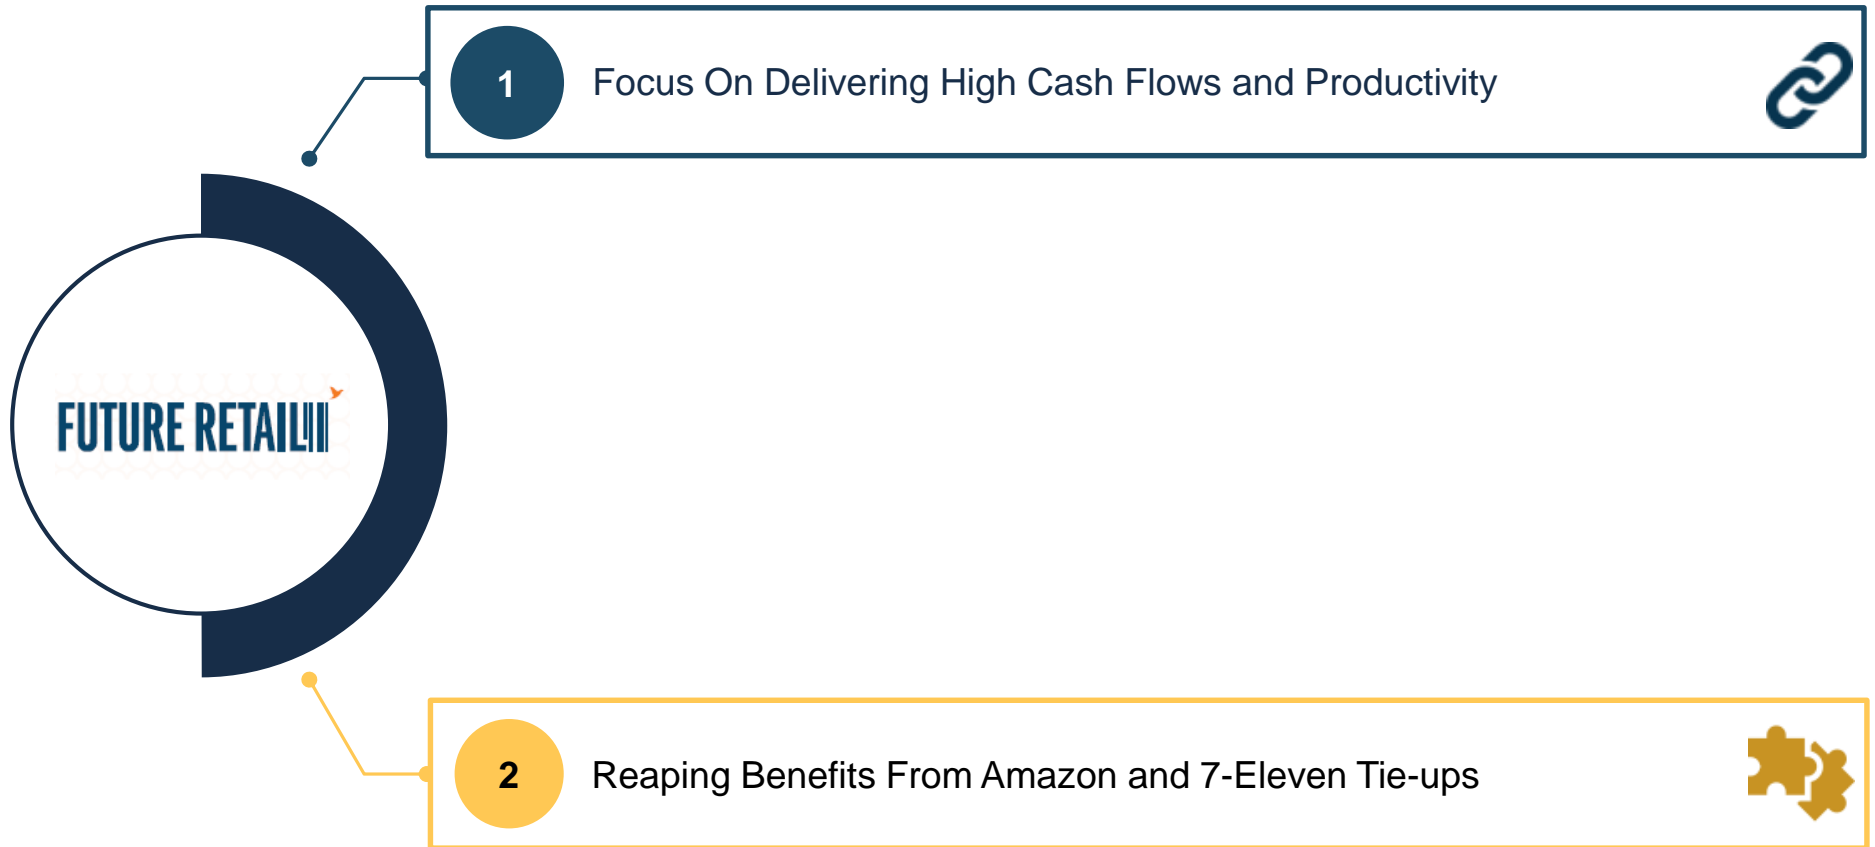 1
Focus On Delivering High Cash Flows and Productivity
FUTURE RETAIL
2
Reaping Benefits From Amazon and 7-Eleven Tie-ups